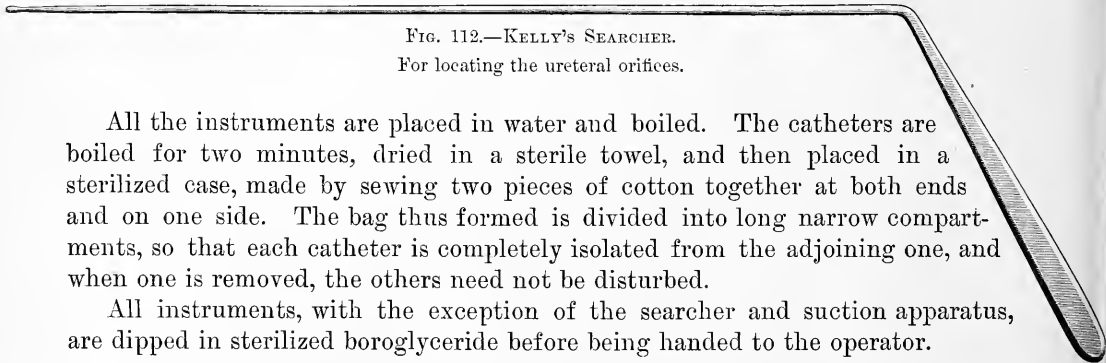 FIG. 112.—KELLY'S SEARCHER.
For locating the ureteral orifices.
All the instruments are placed in water and boiled. The catheters are
boiled for two minutes, dried in a sterile towel, and then placed in a
sterilized case, made by sewing two pieces of cotton together at both ends
and on one side. The bag thus formed is divided into long narrow compart-
ments, so that each catheter is completely isolated from the adjoining one, and
when one is removed, the others need not be disturbed.
All instruments, with the exception of the searcher and suction apparatus,
are dipped in sterilized boroglyceride before being handed to the operator.